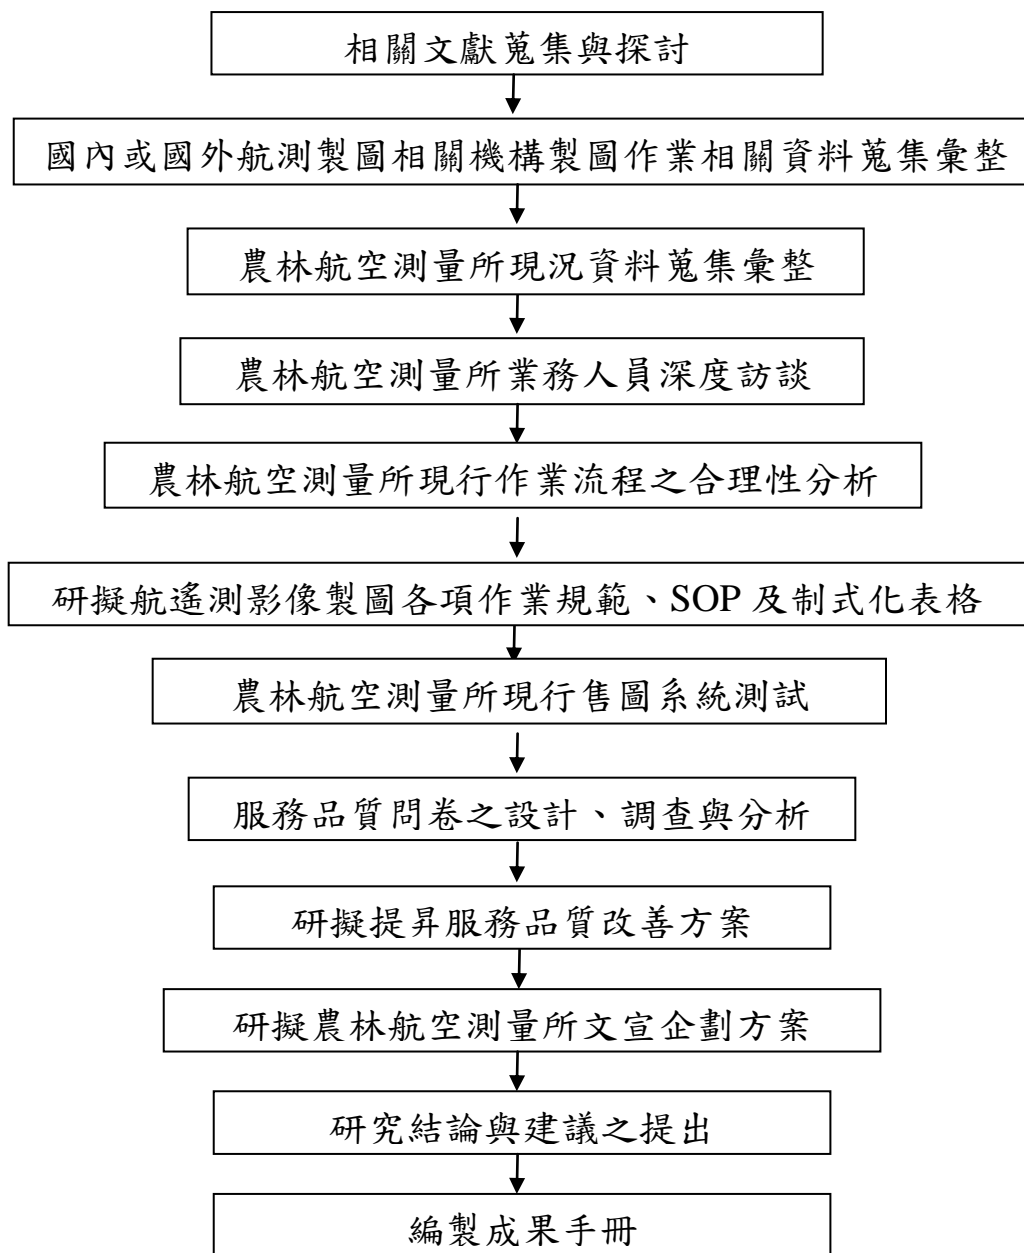 相關文獻蒐集與探討
國內或國外航測製圖相關機構製圖作業相關資料蒐集彙整
農林航空測量所現況資料蒐集彙整
農林航空測量所業務人員深度訪談
農林航空測量所現行作業流程之合理性分析
研擬航遙測影像製圖各項作業規範、SOP 及制式化表格
農林航空測量所現行售圖系統測試
服務品質問卷之設計、調查與分析
研擬提昇服務品質改善方案
研擬農林航空測量所文宣企劃方案
研究結論與建議之提出
編製成果手冊